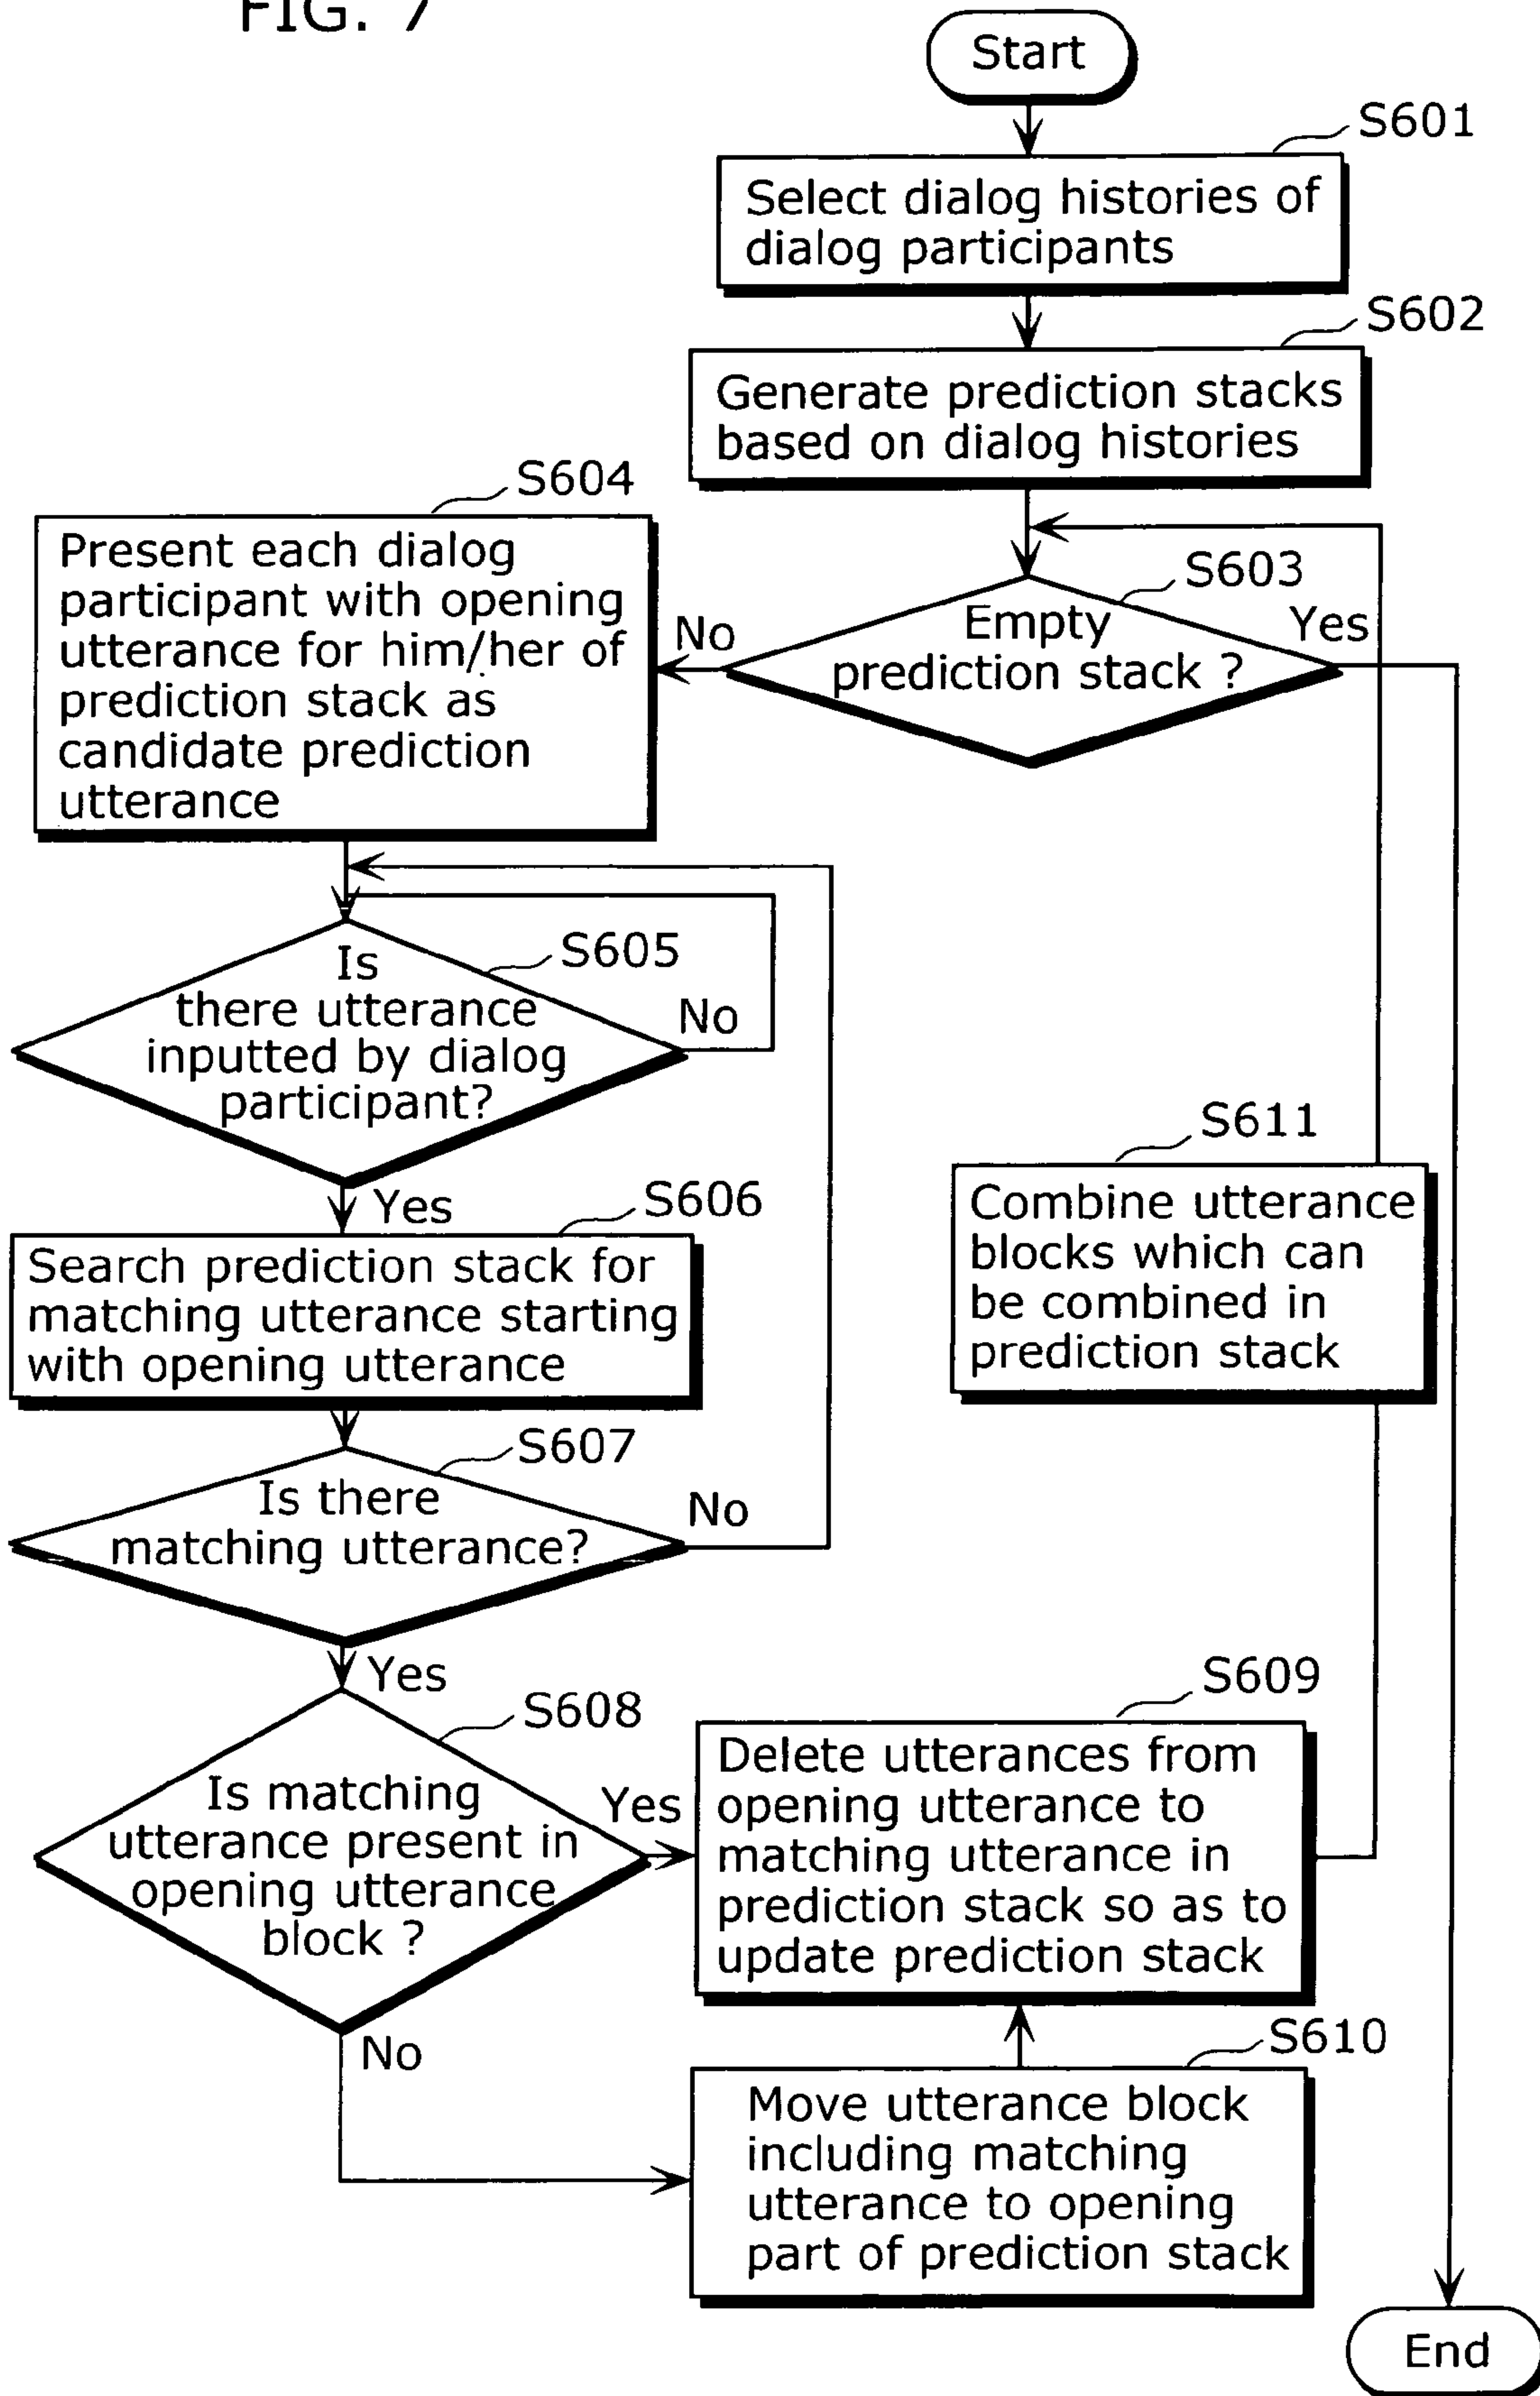 FIG. 7
Start
S601
Select dialog histories of
dialog participants
S602
Generate prediction stacks
based on dialog histories
S603
Empty
prediction stack ?
Yes
No
S604
Present each dialog
participant with opening
utterance for him/her of
prediction stack as
candidate prediction
utterance
S605
Is
there utterance
inputted by dialog
participant?
No
Yes
S606
Search prediction stack for
matching utterance starting
with opening utterance
S607
Is there
matching utterance?
No
Yes
S608
Is matching
utterance present in
opening utterance
block ?
Yes
No
S609
Delete utterances from
opening utterance to
matching utterance in
prediction stack so as to
update prediction stack
S610
Move utterance block
including matching
utterance to opening
part of prediction stack
S611
Combine utterance
blocks which can
be combined in
prediction stack
End